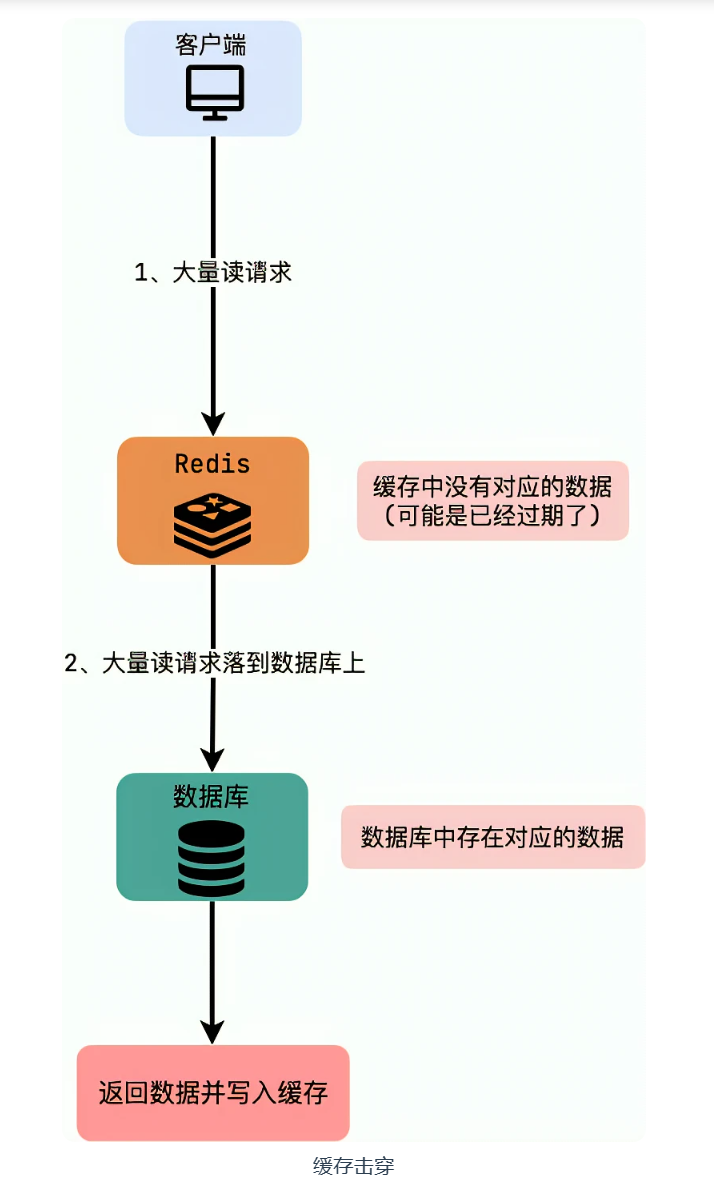 客户端
1、大量读请求
Redis
缓存中没有对应的数据
（可能是已经过期了）
2、大量读请求落到数据库上
数据库
数据库中存在对应的数据
返回数据并写入缓存
缓存击穿